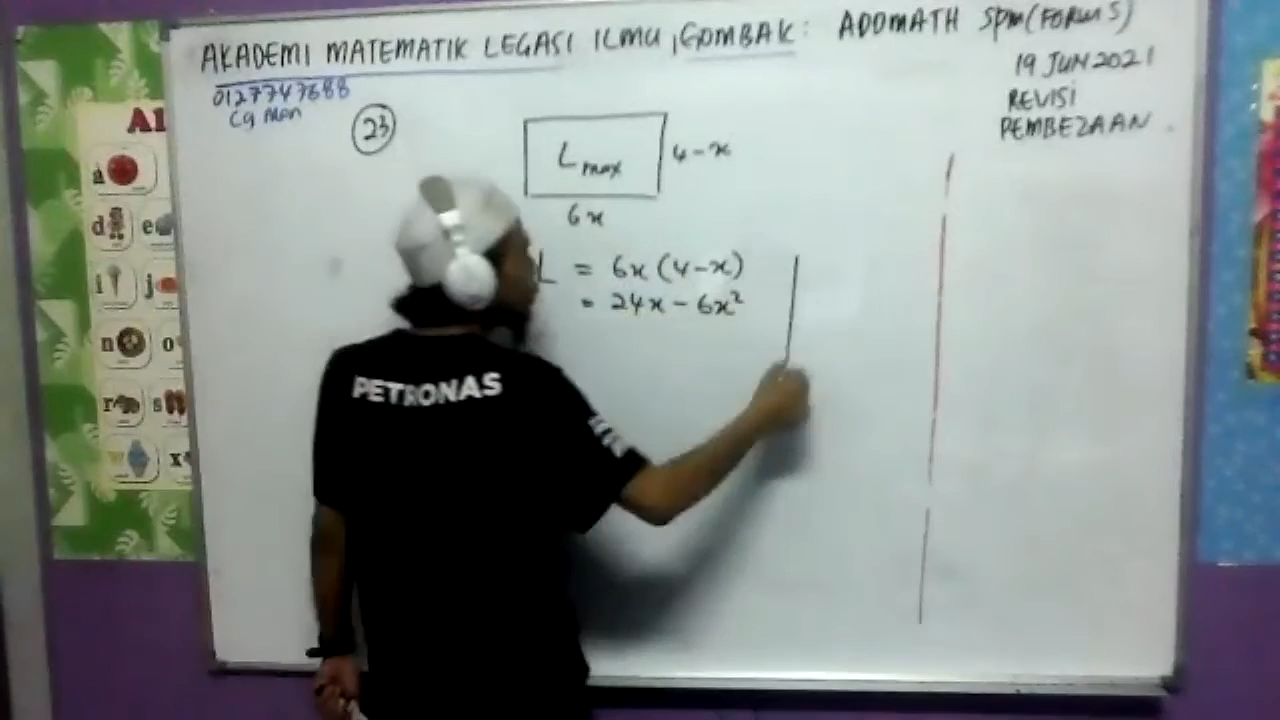 AKADEMI MATEMATIK LEGASI ILMU, GOMBAK: ADDMATH SPM (FORM 5)
0127747688
Cg Man
19 JUN 2021
REVISI
PEMBEZAAN
23
L max
4-x
6x
L = 6x(4-x)
= 24x - 6x²
PETRONAS
A1
a
d e
i j
n o
r s
w x